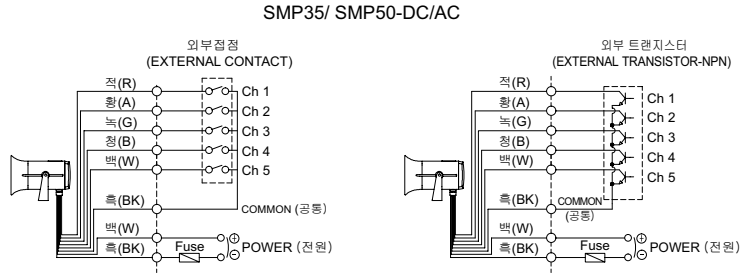 SMP35/ SMP50-DC/AC
외부접점
(EXTERNAL CONTACT)
적(R)
황(A)
녹(G)
청(B)
백(W)
흑(BK)
백(W)
흑(BK)
Ch 1
Ch 2
Ch 3
Ch 4
Ch 5
COMMON (공통)
Fuse
⊕
⊖
POWER (전원)
외부 트랜지스터
(EXTERNAL TRANSISTOR-NPN)
적(R)
황(A)
녹(G)
청(B)
백(W)
흑(BK)
백(W)
흑(BK)
Ch 1
Ch 2
Ch 3
Ch 4
Ch 5
COMMON
(공통)
Fuse
⊕
⊖
POWER (전원)